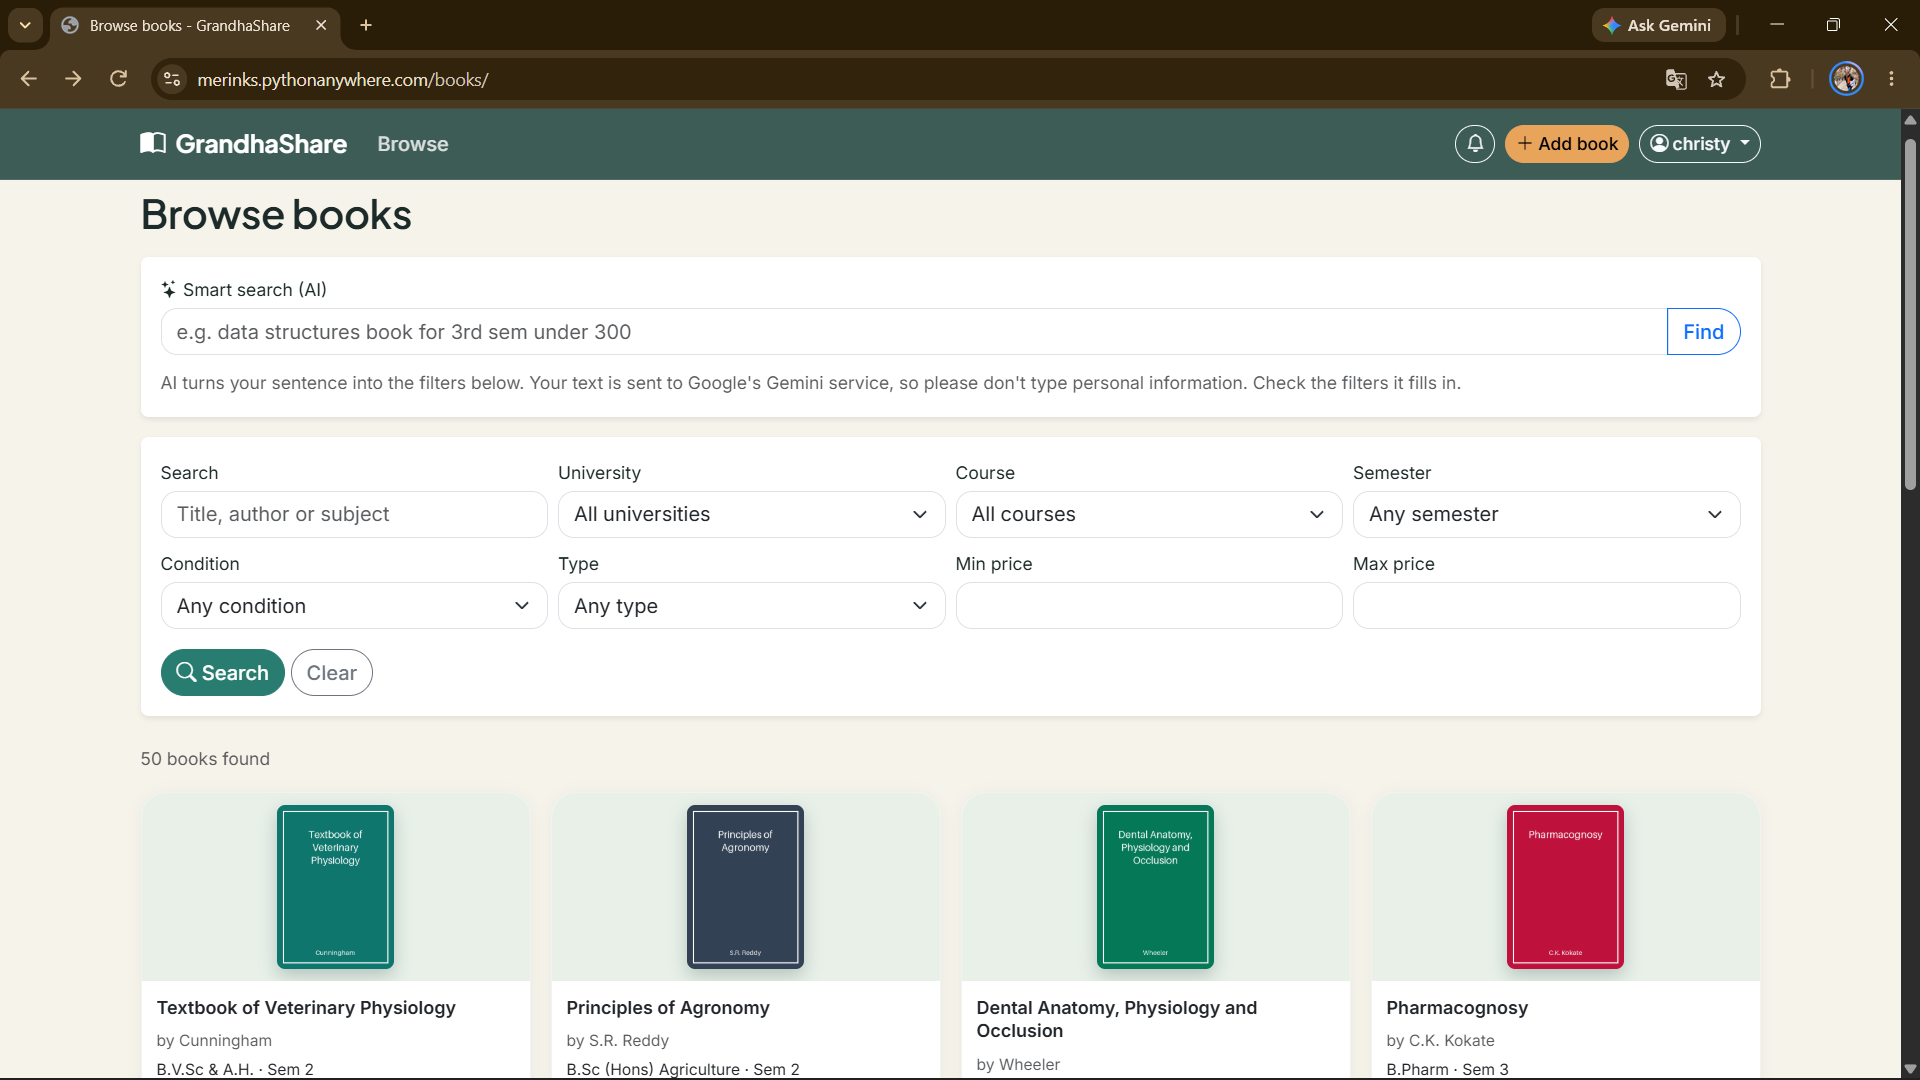 Browse books - GrandhaShare
Ask Gemini
merinks.pythonanywhere.com/books/
GrandhaShare
Browse
+ Add book
christy
Browse books
Smart search (AI)
e.g. data structures book for 3rd sem under 300
Find
AI turns your sentence into the filters below. Your text is sent to Google's Gemini service, so please don't type personal information. Check the filters it fills in.
Search
University
Course
Semester
Title, author or subject
All universities
All courses
Any semester
Condition
Type
Min price
Max price
Any condition
Any type
Search
Clear
50 books found
Textbook of
Veterinary
Physiology
Cunningham
Principles of
Agronomy
S.R. Reddy
Dental Anatomy,
Physiology and
Occlusion
Wheeler
Pharmacognosy
C.K. Kokate
Textbook of Veterinary Physiology
by Cunningham
B.V.Sc & A.H. · Sem 2
Principles of Agronomy
by S.R. Reddy
B.Sc (Hons) Agriculture · Sem 2
Dental Anatomy, Physiology and
Occlusion
by Wheeler
Pharmacognosy
by C.K. Kokate
B.Pharm · Sem 3